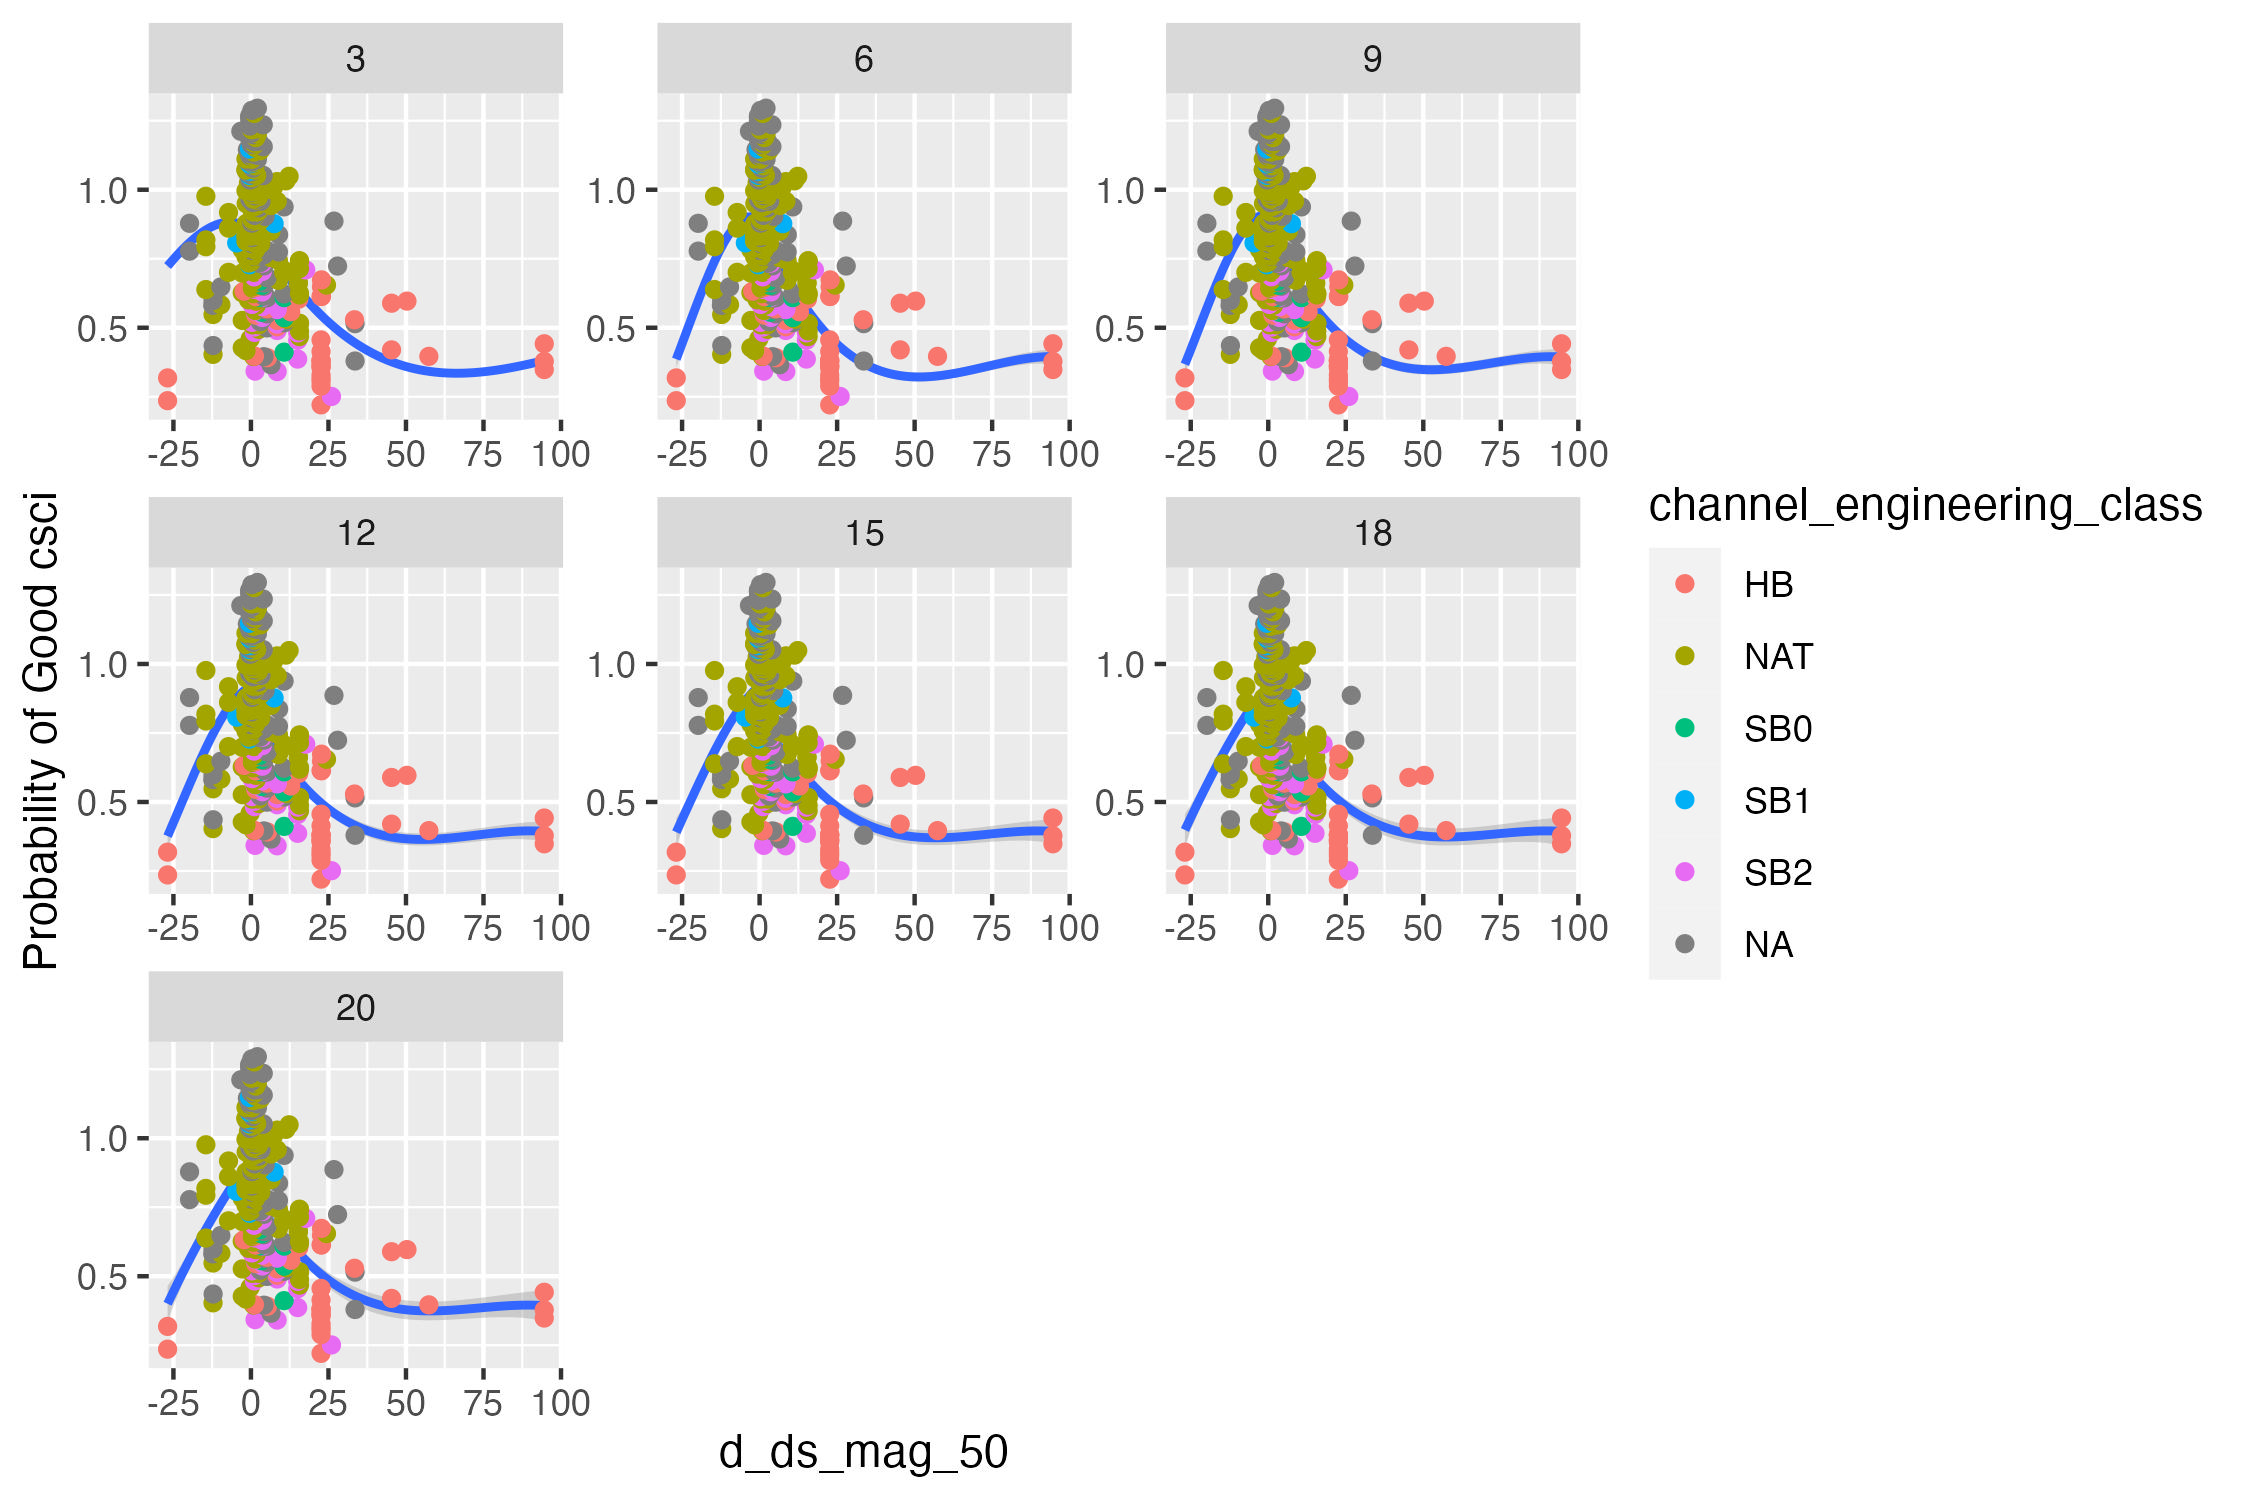 3 6 9
1.0 1.0 1.0
0.5 0.5 0.5
-25 0 25 50 75 100 -25 0 25 50 75 100 -25 0 25 50 75 100
12 15 18
1.0 1.0 1.0
0.5 0.5 0.5
-25 0 25 50 75 100 -25 0 25 50 75 100 -25 0 25 50 75 100
20
1.0
0.5
-25 0 25 50 75 100
d_ds_mag_50
Probability of Good csci
channel_engineering_class
HB
NAT
SB0
SB1
SB2
NA